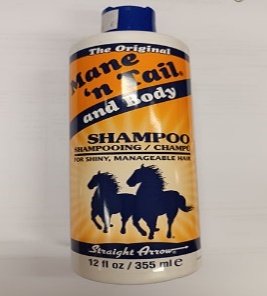 The Original
Mane
'n Tail
and Body
SHAMPOO
SHAMPOOING / CHAMPÚ
FOR SHINY, MANAGEABLE HAIR
Straight Arrow
12 fl oz / 355 ml e